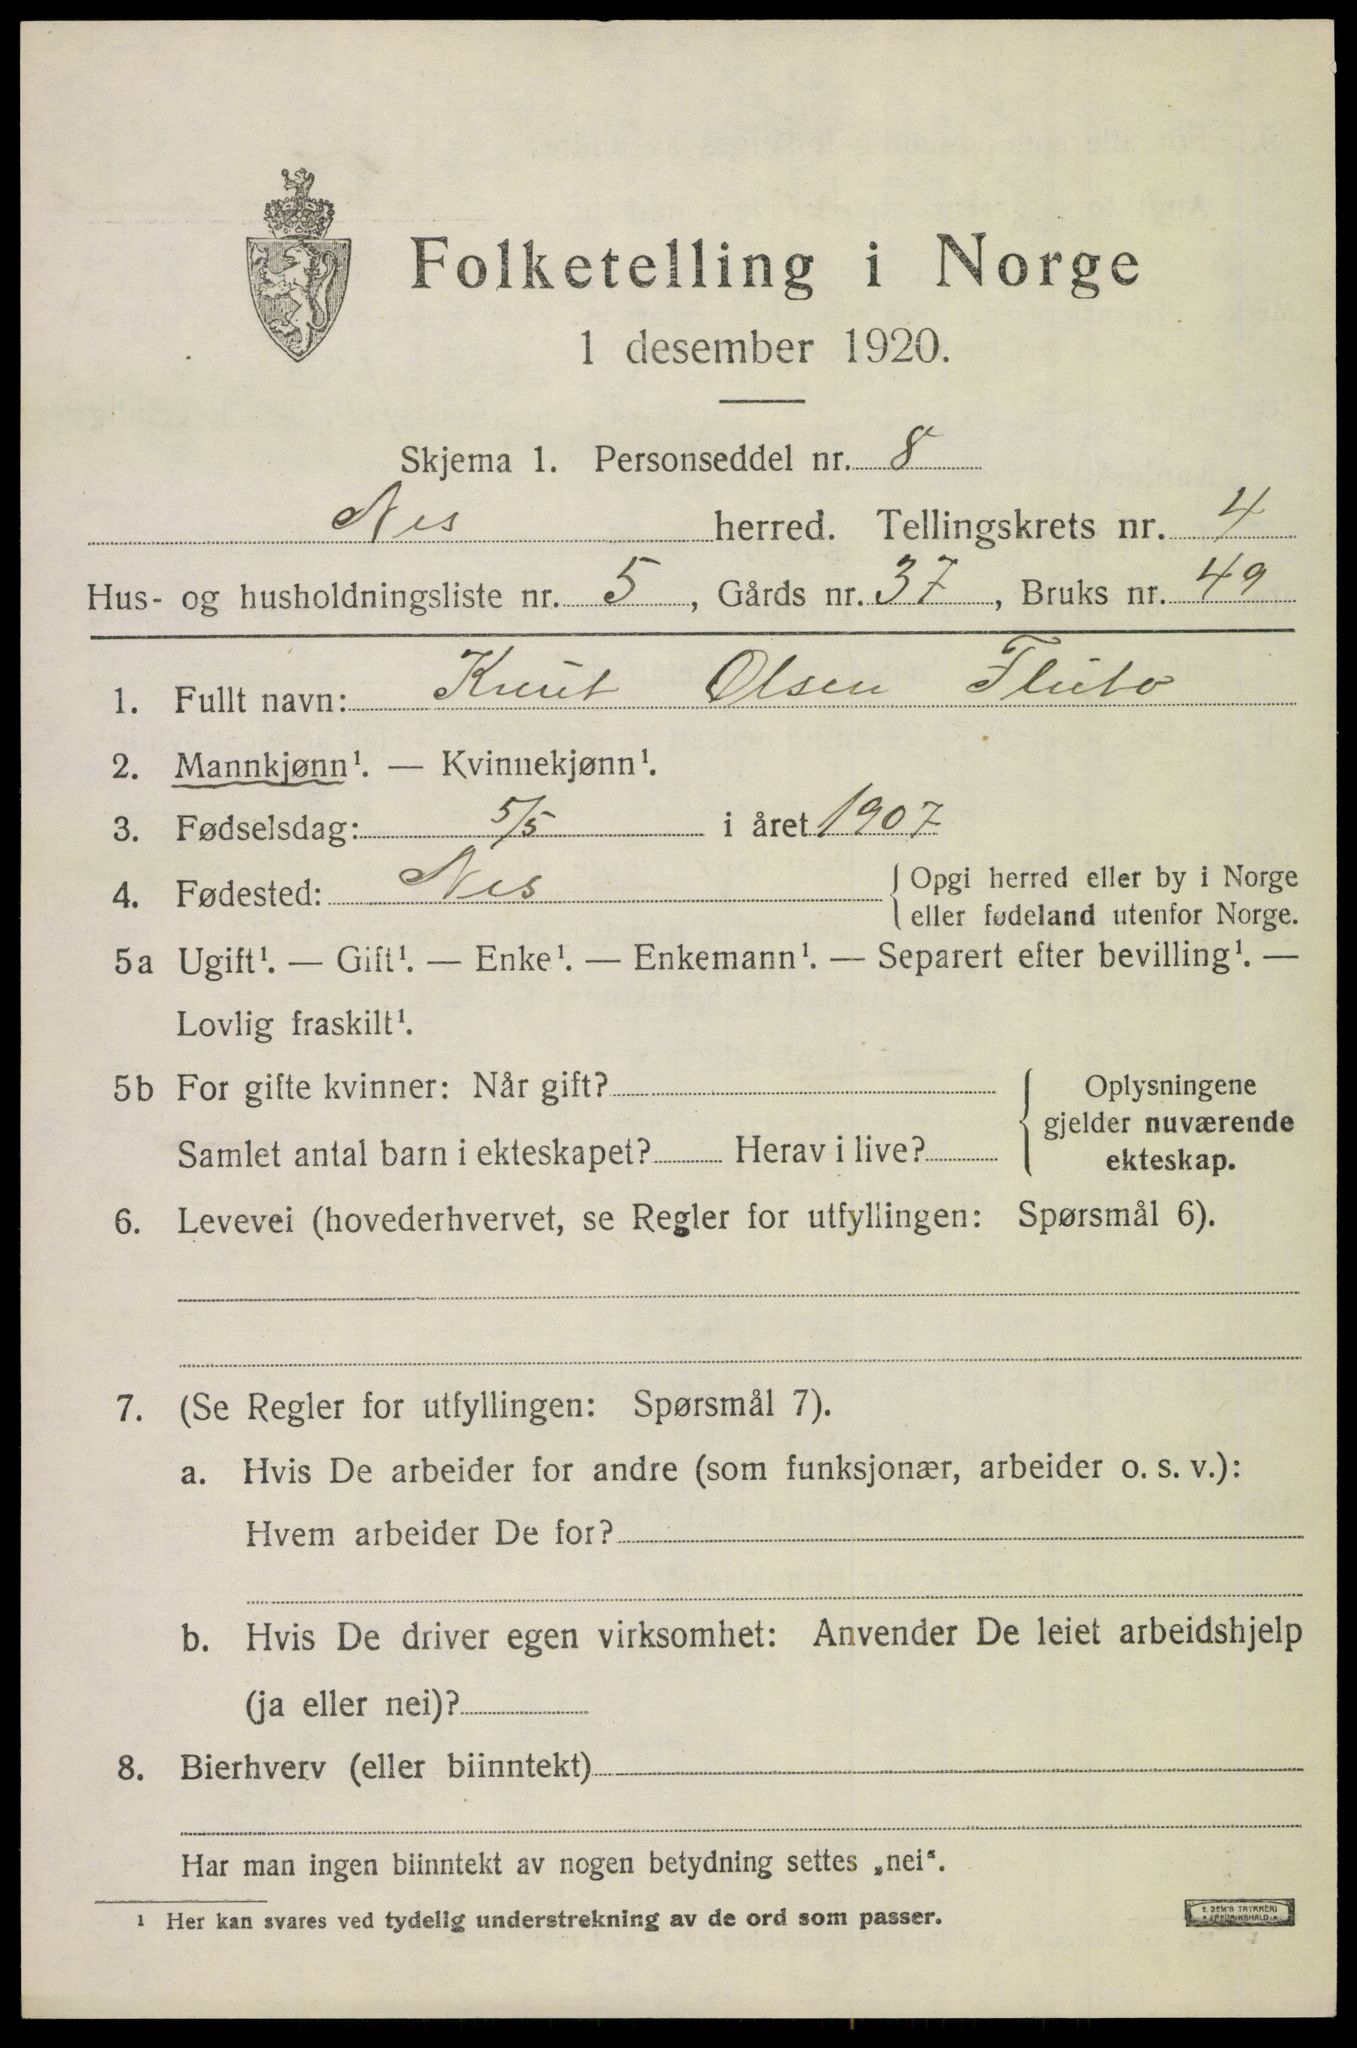 Folketelling i Norge
1 desember 1920.
Skjema 1. Personseddel nr. 8
Nes herred. Tellingskrets nr. 4
Hus- og husholdningsliste nr. 5, Gårds nr. 37, Bruks nr. 49
1. Fullt navn: Knut Olsen Fluto
2. Mannkjønn¹. — Kvinnekjønn¹.
3. Fødselsdag: 5/5 i året 1907
4. Fødested: Nes { Opgi herred eller by i Norge
eller fødeland utenfor Norge.
5a Ugift¹. — Gift¹. — Enke¹. — Enkemann¹. — Separert efter bevilling¹. —
Lovlig fraskilt¹.
5b For gifte kvinner: Når gift? { Oplysningene
gjelder nuværende
Samlet antal barn i ekteskapet? Herav i live? ekteskap.
6. Levevei (hovederhvervet, se Regler for utfyllingen: Spørsmål 6).
7. (Se Regler for utfyllingen: Spørsmål 7).
a. Hvis De arbeider for andre (som funksjonær, arbeider o. s. v.):
Hvem arbeider De for?
b. Hvis De driver egen virksomhet: Anvender De leiet arbeidshjelp
(ja eller nei)?
8. Bierhverv (eller biinntekt)
Har man ingen biinntekt av nogen betydning settes „nei“.
¹ Her kan svares ved tydelig understrekning av de ord som passer.
E. SEM'S TRYKKERI
FREDRIKSHALD